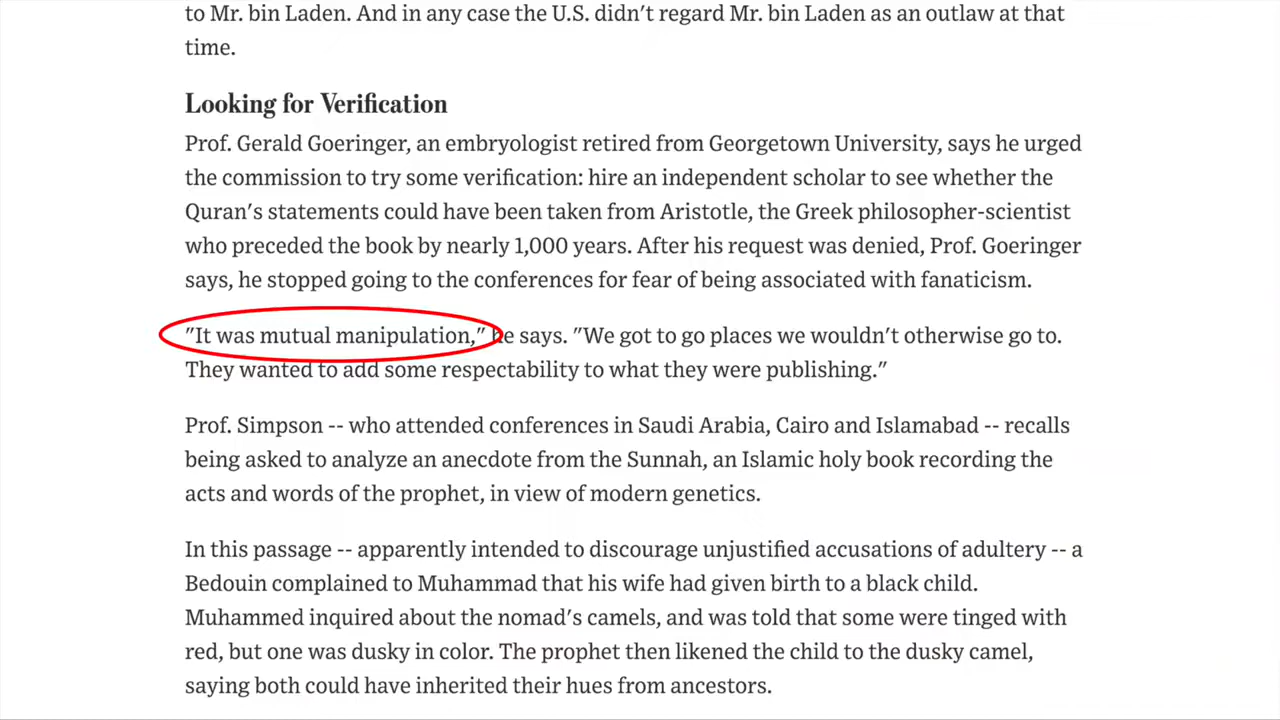 to Mr. bin Laden. And in any case the U.S. didn't regard Mr. bin Laden as an outlaw at that
time.
Looking for Verification
Prof. Gerald Goeringer, an embryologist retired from Georgetown University, says he urged
the commission to try some verification: hire an independent scholar to see whether the
Quran's statements could have been taken from Aristotle, the Greek philosopher-scientist
who preceded the book by nearly 1,000 years. After his request was denied, Prof. Goeringer
says, he stopped going to the conferences for fear of being associated with fanaticism.
"It was mutual manipulation," he says. "We got to go places we wouldn't otherwise go to.
They wanted to add some respectability to what they were publishing."
Prof. Simpson -- who attended conferences in Saudi Arabia, Cairo and Islamabad -- recalls
being asked to analyze an anecdote from the Sunnah, an Islamic holy book recording the
acts and words of the prophet, in view of modern genetics.
In this passage -- apparently intended to discourage unjustified accusations of adultery -- a
Bedouin complained to Muhammad that his wife had given birth to a black child.
Muhammed inquired about the nomad's camels, and was told that some were tinged with
red, but one was dusky in color. The prophet then likened the child to the dusky camel,
saying both could have inherited their hues from ancestors.